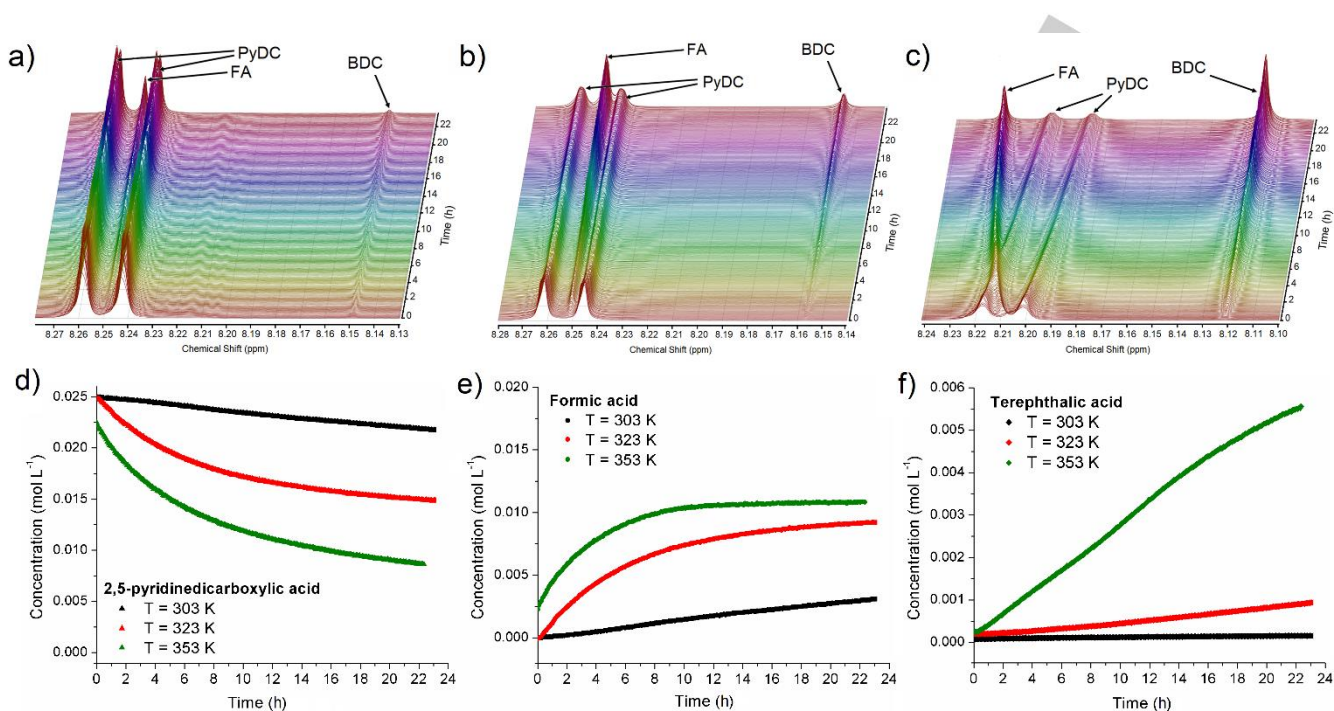 a)
PyDC
FA
BDC
22
20
18
16
14
12
10
8
6
4
2
0
Time (h)
8.27 8.26 8.25 8.24 8.23 8.22 8.21 8.20 8.19 8.18 8.17 8.16 8.15 8.14 8.13
Chemical Shift (ppm)
b)
FA
PyDC
BDC
22
20
18
16
14
12
10
8
6
4
2
0
Time (h)
8.28 8.27 8.26 8.25 8.24 8.23 8.22 8.21 8.20 8.19 8.18 8.17 8.16 8.15 8.14
Chemical Shift (ppm)
c)
FA
PyDC
BDC
22
20
18
16
14
12
10
8
6
4
2
0
Time (h)
8.24 8.23 8.22 8.21 8.20 8.19 8.18 8.17 8.16 8.15 8.14 8.13 8.12 8.11 8.10
Chemical Shift (ppm)
d)
Concentration (mol L⁻¹)
0.025
0.020
0.015
0.010
0.005
0.000
2,5-pyridinedicarboxylic acid
T = 303 K
T = 323 K
T = 353 K
0 2 4 6 8 10 12 14 16 18 20 22 24
Time (h)
e)
Concentration (mol L⁻¹)
0.020
0.015
0.010
0.005
0.000
Formic acid
T = 303 K
T = 323 K
T = 353 K
0 2 4 6 8 10 12 14 16 18 20 22 24
Time (h)
f)
Concentration (mol L⁻¹)
0.006
0.005
0.004
0.003
0.002
0.001
0.000
Terephthalic acid
T = 303 K
T = 323 K
T = 353 K
0 2 4 6 8 10 12 14 16 18 20 22 24
Time (h)